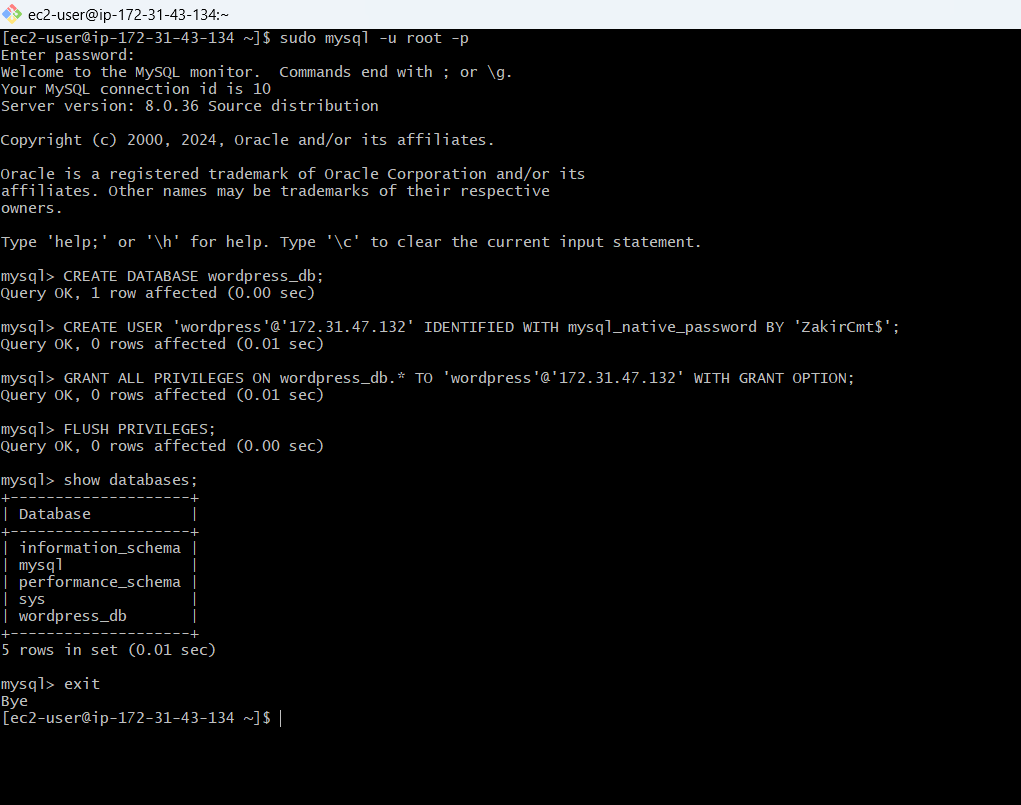 ec2-user@ip-172-31-43-134:~
[ec2-user@ip-172-31-43-134 ~]$ sudo mysql -u root -p
Enter password:
Welcome to the MySQL monitor.  Commands end with ; or \g.
Your MySQL connection id is 10
Server version: 8.0.36 Source distribution

Copyright (c) 2000, 2024, Oracle and/or its affiliates.

Oracle is a registered trademark of Oracle Corporation and/or its
affiliates. Other names may be trademarks of their respective
owners.

Type 'help;' or '\h' for help. Type '\c' to clear the current input statement.

mysql> CREATE DATABASE wordpress_db;
Query OK, 1 row affected (0.00 sec)

mysql> CREATE USER 'wordpress'@'172.31.47.132' IDENTIFIED WITH mysql_native_password BY 'ZakirCmt$';
Query OK, 0 rows affected (0.01 sec)

mysql> GRANT ALL PRIVILEGES ON wordpress_db.* TO 'wordpress'@'172.31.47.132' WITH GRANT OPTION;
Query OK, 0 rows affected (0.01 sec)

mysql> FLUSH PRIVILEGES;
Query OK, 0 rows affected (0.00 sec)

mysql> show databases;
+--------------------+
| Database           |
+--------------------+
| information_schema |
| mysql              |
| performance_schema |
| sys                |
| wordpress_db       |
+--------------------+
5 rows in set (0.01 sec)

mysql> exit
Bye
[ec2-user@ip-172-31-43-134 ~]$